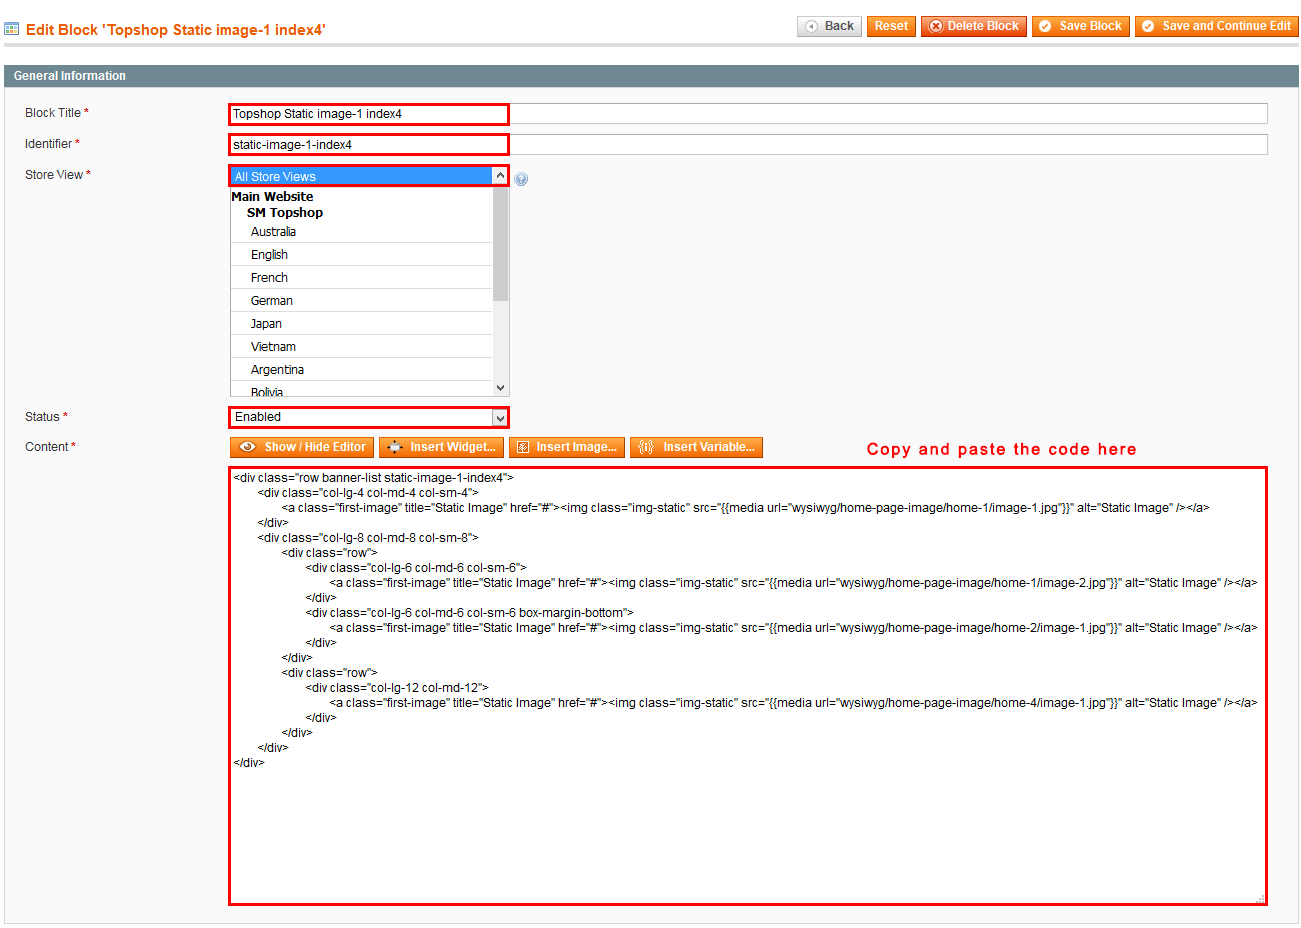 Edit Block 'Topshop Static image-1 index4'
Back
Reset
Delete Block
Save Block
Save and Continue Edit
General Information
Block Title *
Topshop Static image-1 index4
Identifier *
static-image-1-index4
Store View *
All Store Views
Main Website
SM Topshop
Australia
English
French
German
Japan
Vietnam
Argentina
Bolivia
Status *
Enabled
Content *
Show / Hide Editor
Insert Widget...
Insert Image...
Insert Variable...
Copy and paste the code here
<div class="row banner-list static-image-1-index4">
<div class="col-lg-4 col-md-4 col-sm-4">
<a class="first-image" title="Static Image" href="#"><img class="img-static" src="{{media url="wysiwyg/home-page-image/home-1/image-1.jpg"}}" alt="Static Image" /></a>
</div>
<div class="col-lg-8 col-md-8 col-sm-8">
<div class="row">
<div class="col-lg-6 col-md-6 col-sm-6">
<a class="first-image" title="Static Image" href="#"><img class="img-static" src="{{media url="wysiwyg/home-page-image/home-1/image-2.jpg"}}" alt="Static Image" /></a>
</div>
<div class="col-lg-6 col-md-6 col-sm-6 box-margin-bottom">
<a class="first-image" title="Static Image" href="#"><img class="img-static" src="{{media url="wysiwyg/home-page-image/home-2/image-1.jpg"}}" alt="Static Image" /></a>
</div>
</div>
<div class="row">
<div class="col-lg-12 col-md-12">
<a class="first-image" title="Static Image" href="#"><img class="img-static" src="{{media url="wysiwyg/home-page-image/home-4/image-1.jpg"}}" alt="Static Image" /></a>
</div>
</div>
</div>
</div>